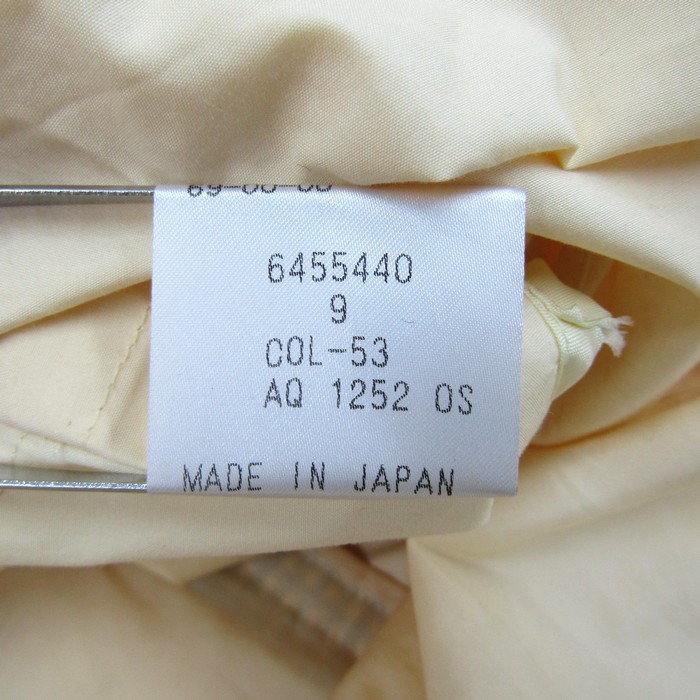 6455440
9
COL-53
AQ 1252 OS
MADE IN JAPAN